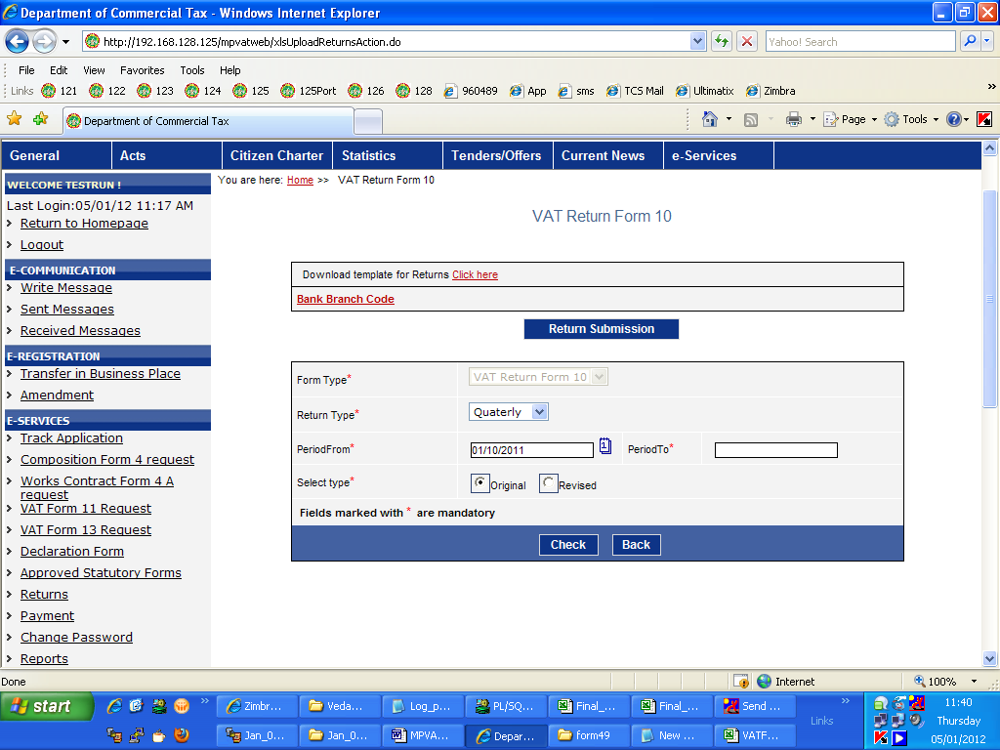 Department of Commercial Tax - Windows Internet Explorer
http://192.168.128.125/mpvatweb/xlsUploadReturnsAction.do
Yahoo! Search
File Edit View Favorites Tools Help
Links 121 122 123 124 125 125Port 126 128 960489 App sms TCS Mail Ultimatix Zimbra »
Department of Commercial Tax
Page Tools
General Acts Citizen Charter Statistics Tenders/Offers Current News e-Services
WELCOME TESTRUN !
Last Login:05/01/12 11:17 AM
Return to Homepage
Logout
E-COMMUNICATION
Write Message
Sent Messages
Received Messages
E-REGISTRATION
Transfer in Business Place
Amendment
E-SERVICES
Track Application
Composition Form 4 request
Works Contract Form 4 A
request
VAT Form 11 Request
VAT Form 13 Request
Declaration Form
Approved Statutory Forms
Returns
Payment
Change Password
Reports
You are here: Home >> VAT Return Form 10
VAT Return Form 10
Download template for Returns Click here
Bank Branch Code
Return Submission
Form Type* VAT Return Form 10
Return Type* Quaterly
PeriodFrom* 01/10/2011 1 PeriodTo*
Select type* Original Revised
Fields marked with * are mandatory
Check Back
Done Internet 100%
start » Zimbr... Veda... Log_p... PL/SQ... Final_... Final_... Send ... » 11:40
Links Thursday
Jan_0... Jan_0... MPVA... Depar... form49 New ... VATF... 05/01/2012